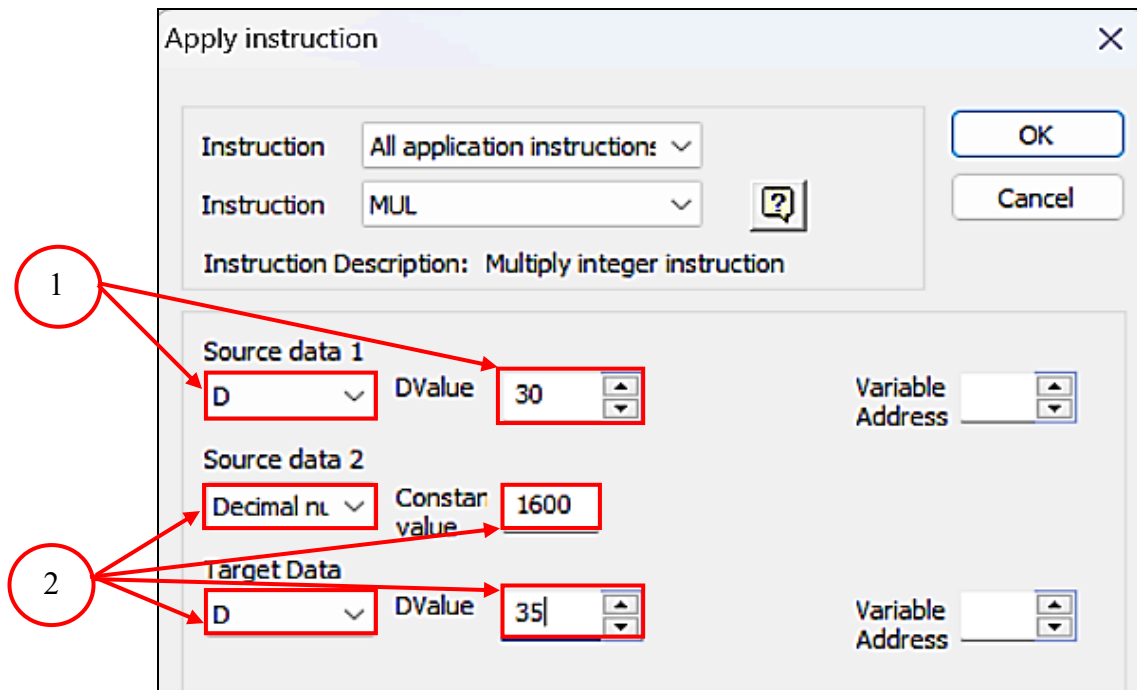 Apply instruction
Instruction All application instructions OK
Instruction MUL Cancel
Instruction Description: Multiply integer instruction
1
Source data 1
D DValue 30 Variable
Address
Source data 2
Decimal nu Constan 1600
value
2
Target Data
D DValue 35 Variable
Address